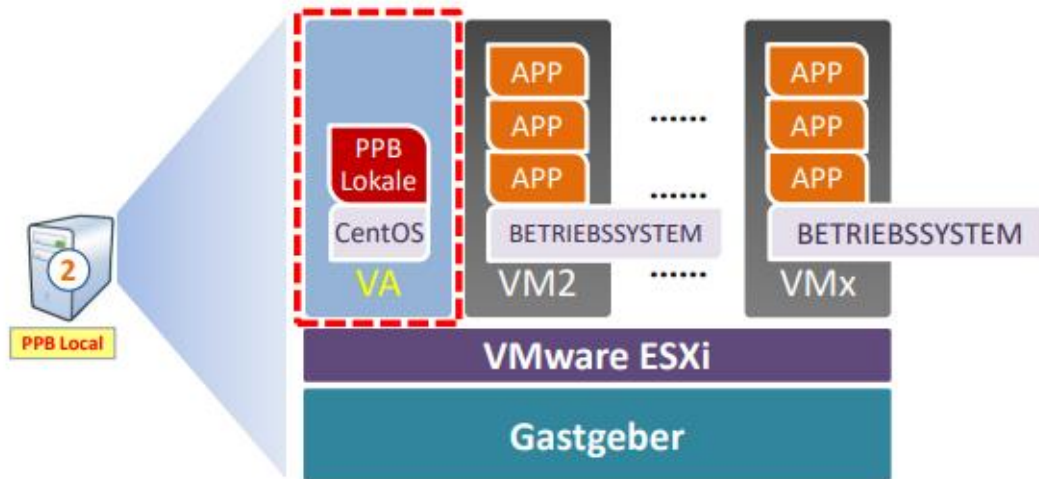 APP
APP
APP
PPB
Lokale
CentOS
VA
APP
APP
APP
BETRIEBSSYSTEM
VM2
......
......
......
BETRIEBSSYSTEM
VMx
2
PPB Local
VMware ESXi
Gastgeber